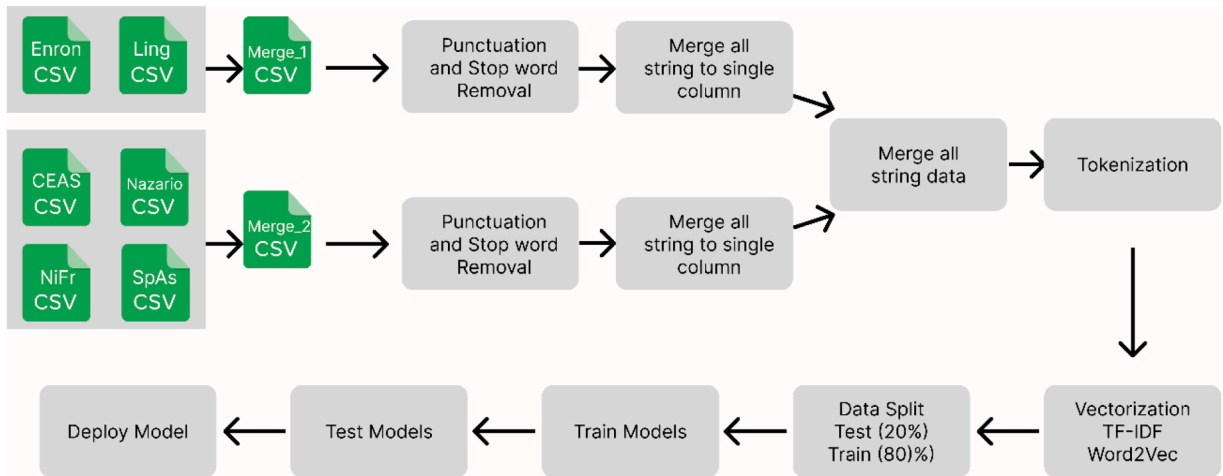 Enron
CSV
Ling
CSV
Merge_1
CSV
Punctuation
and Stop word
Removal
Merge all
string to single
column
CEAS
CSV
Nazario
CSV
NiFr
CSV
SpAs
CSV
Merge_2
CSV
Punctuation
and Stop word
Removal
Merge all
string to single
column
Merge all
string data
Tokenization
Vectorization
TF-IDF
Word2Vec
Data Split
Test (20%)
Train (80)%)
Train Models
Test Models
Deploy Model